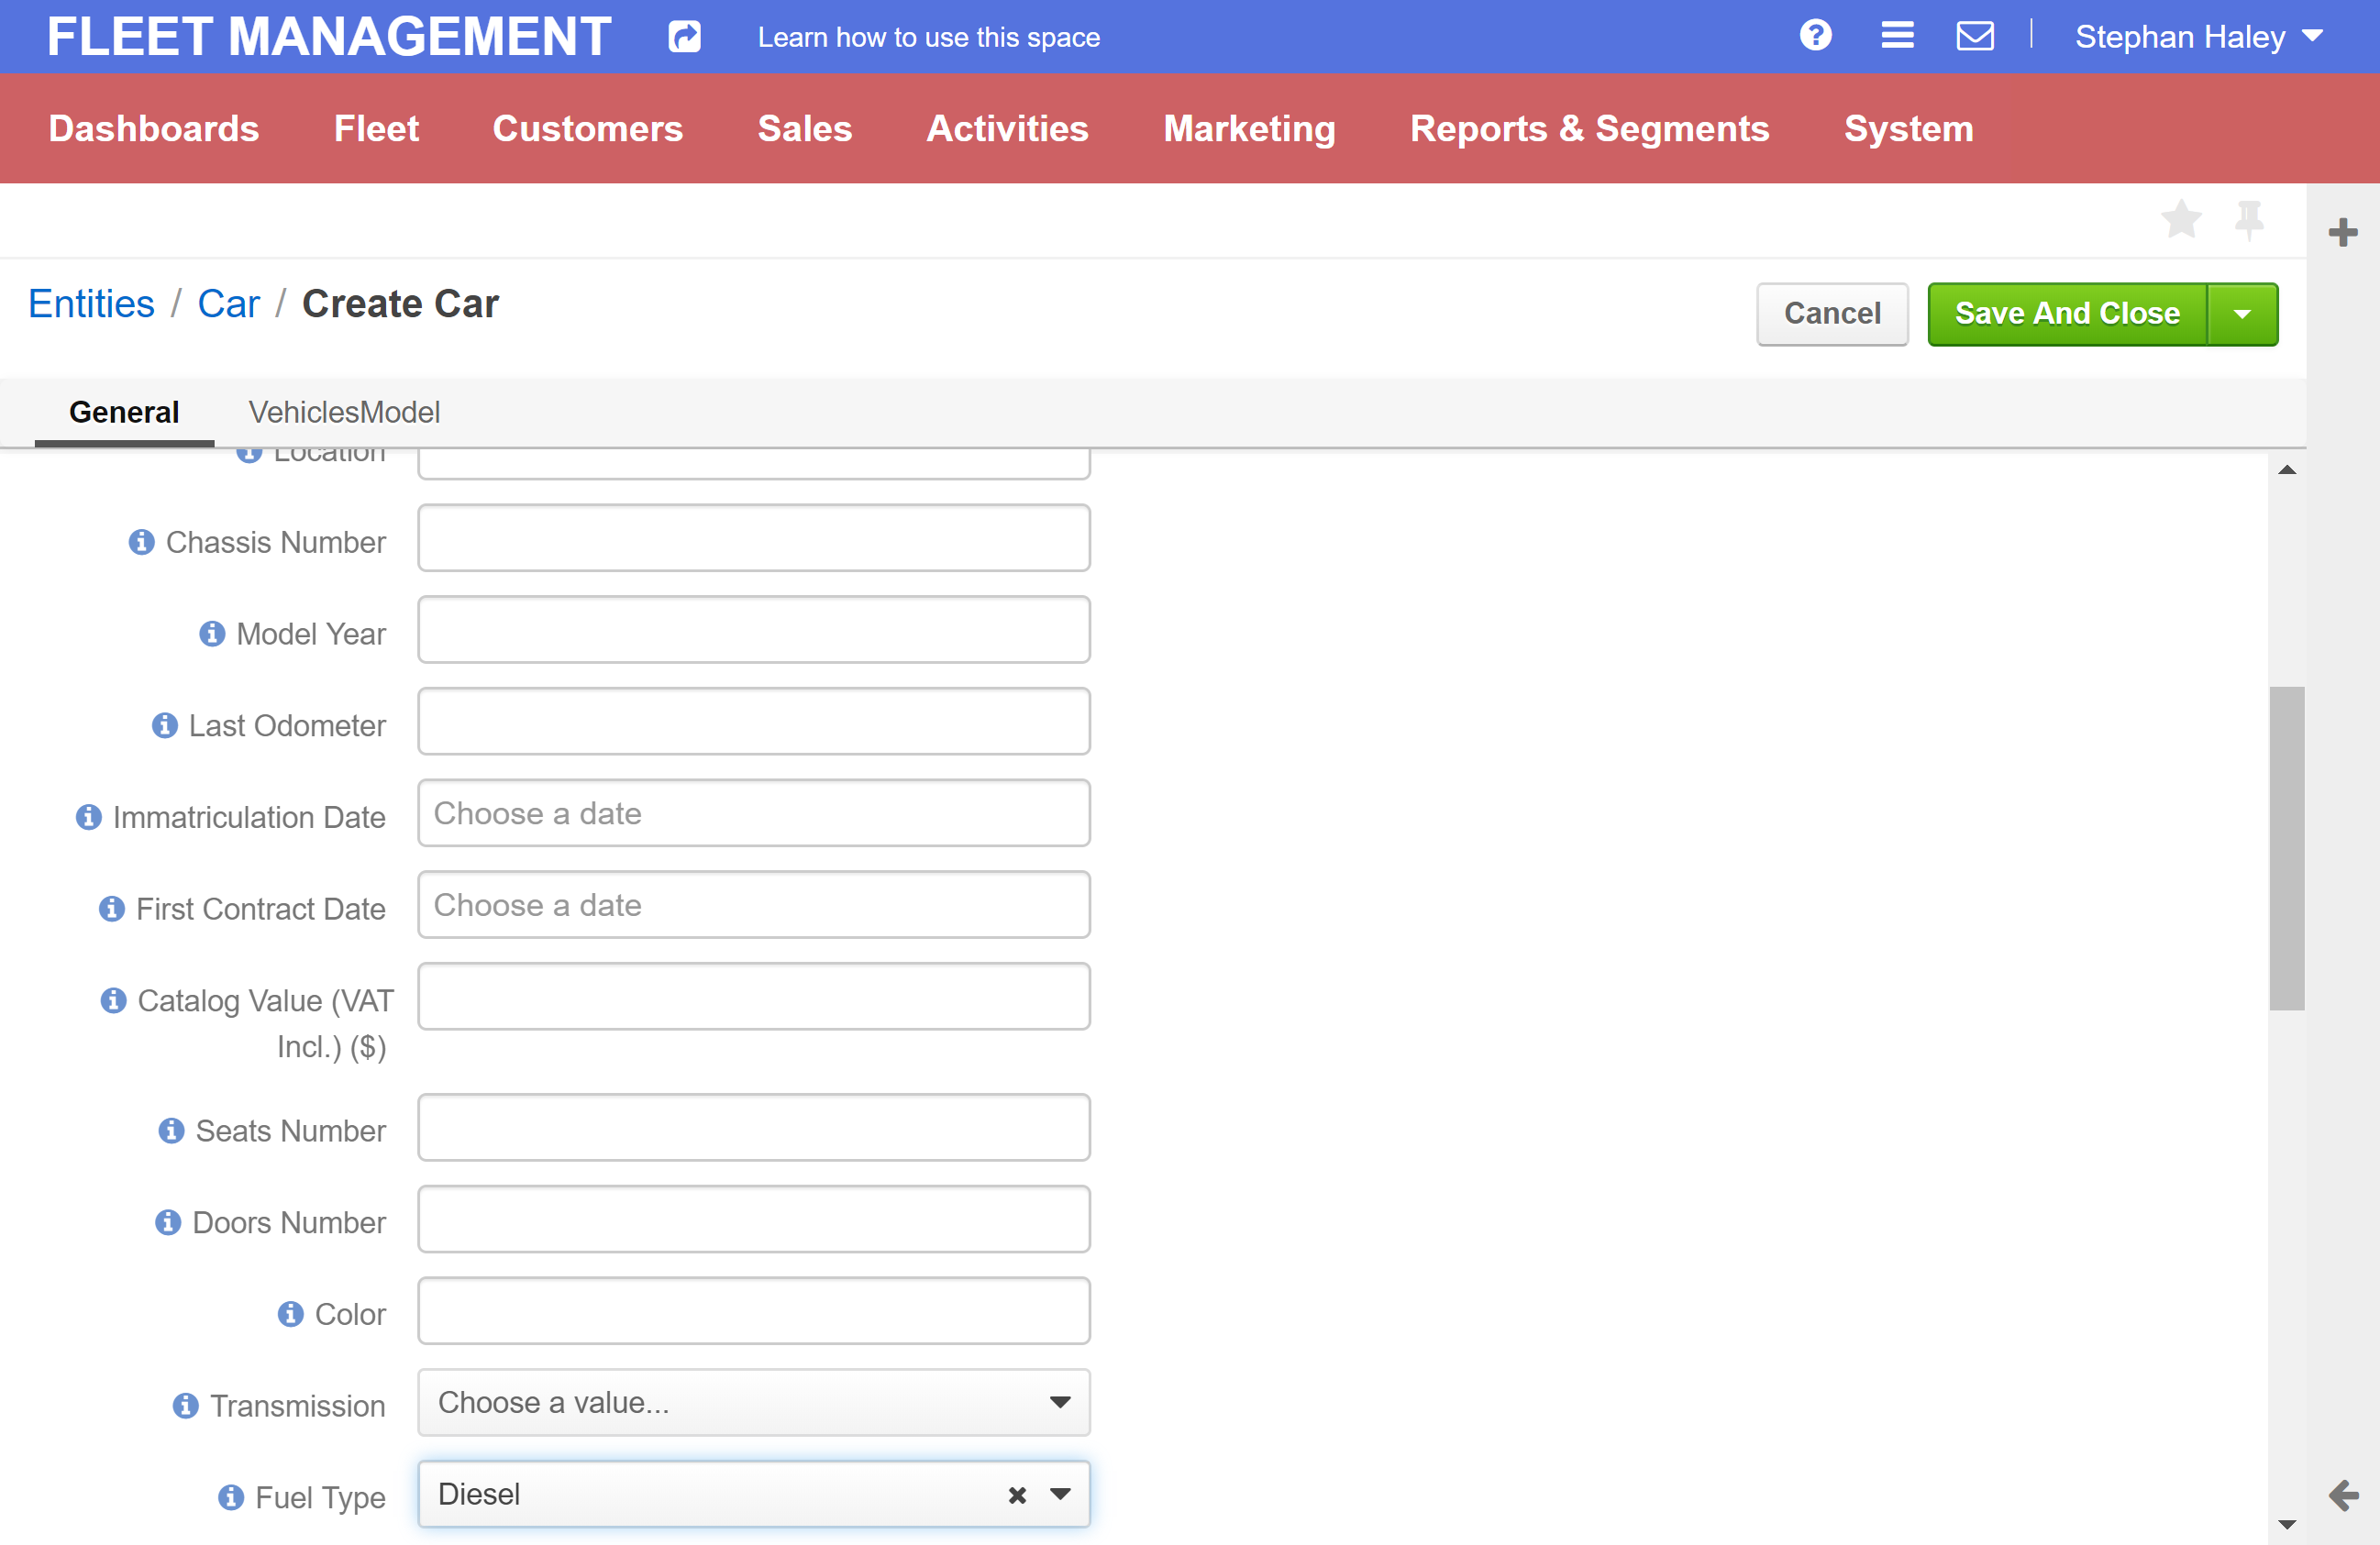 FLEET MANAGEMENT
Learn how to use this space
Stephan Haley
Dashboards
Fleet
Customers
Sales
Activities
Marketing
Reports & Segments
System
Entities / Car / Create Car
Cancel
Save And Close
General
VehiclesModel
Location
Chassis Number
Model Year
Last Odometer
Immatriculation Date
Choose a date
First Contract Date
Choose a date
Catalog Value (VAT
Incl.) ($)
Seats Number
Doors Number
Color
Transmission
Choose a value...
Fuel Type
Diesel